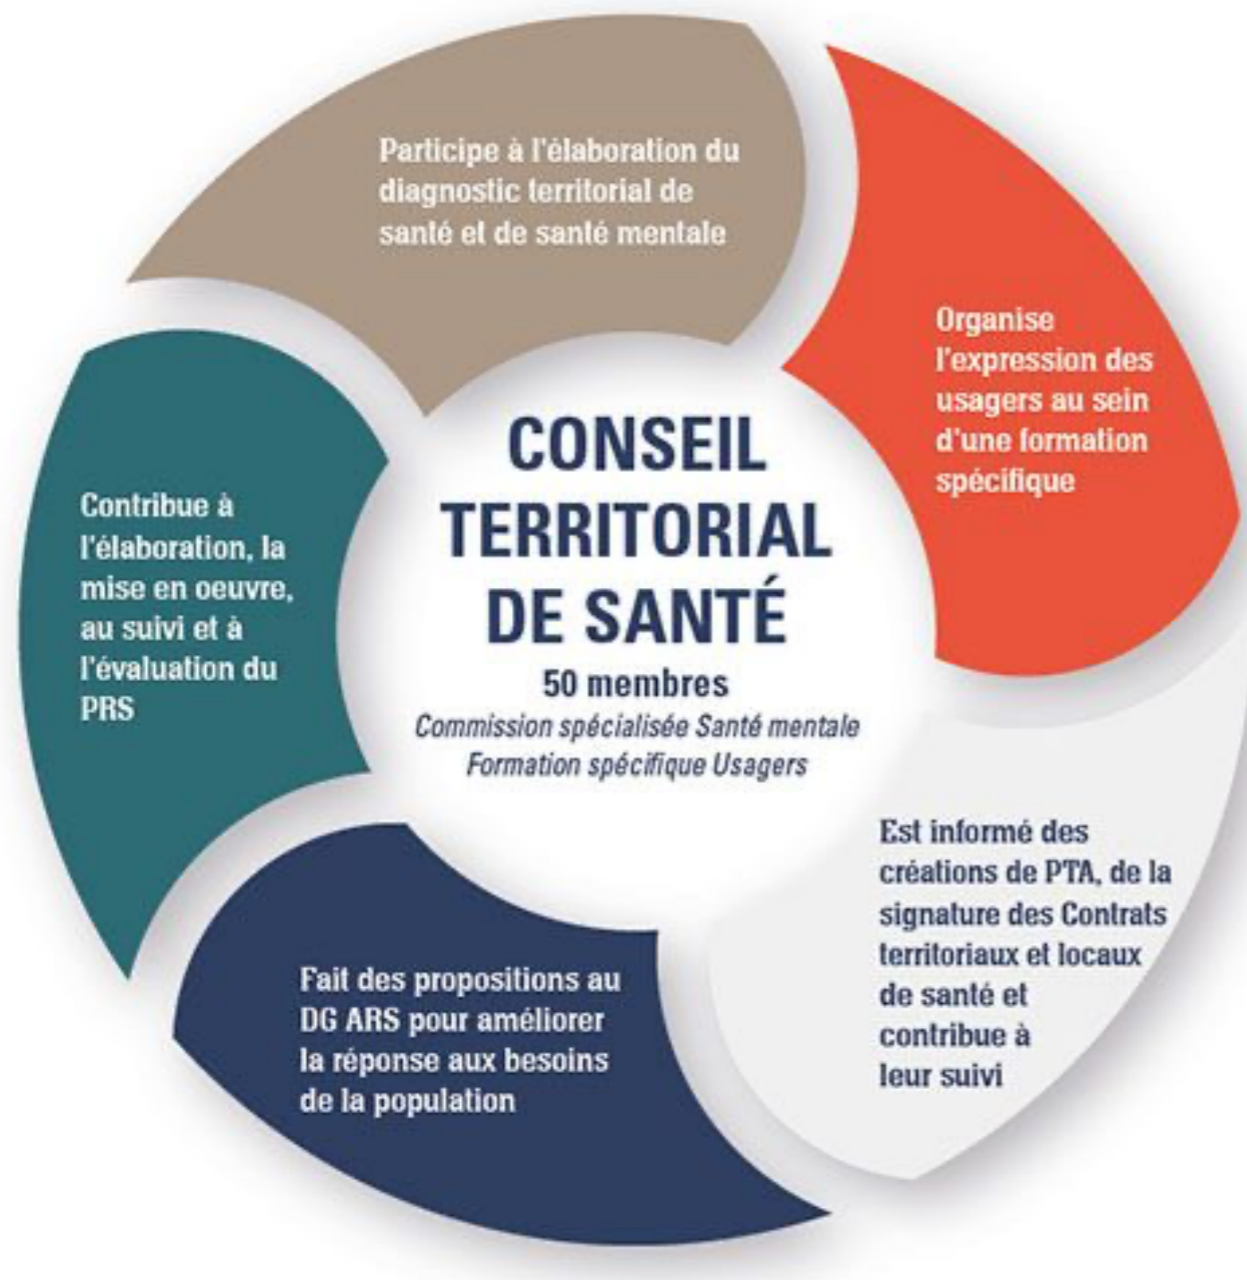 Participe à l'élaboration du
diagnostic territorial de
santé et de santé mentale
Organise
l'expression des
usagers au sein
d'une formation
spécifique
Contribue à
l'élaboration, la
mise en oeuvre,
au suivi et à
l'évaluation du
PRS
CONSEIL
TERRITORIAL
DE SANTÉ
50 membres
Commission spécialisée Santé mentale
Formation spécifique Usagers
Est informé des
créations de PTA, de la
signature des Contrats
territoriaux et locaux
de santé et
contribue à
leur suivi
Fait des propositions au
DG ARS pour améliorer
la réponse aux besoins
de la population